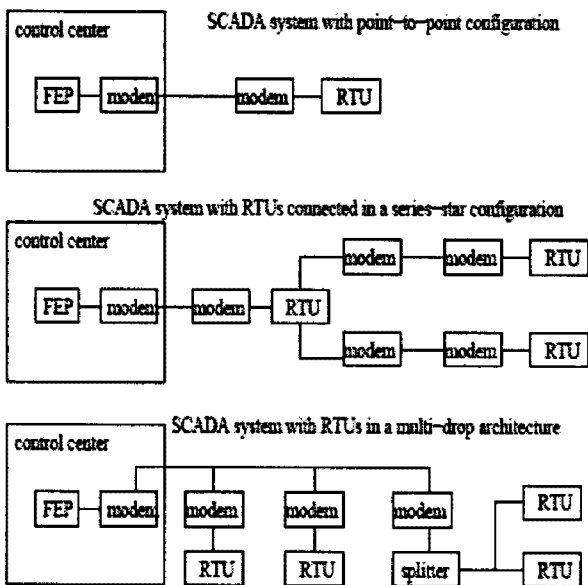 SCADA system with point-to-point configuration
control center
FEP
modem
modem
RTU
SCADA system with RTUs connected in a series-star configuration
control center
modem
modem
RTU
FEP
modem
modem
RTU
modem
modem
RTU
SCADA system with RTUs in a multi-drop architecture
control center
FEP
modem
modem
modem
modem
RTU
RTU
RTU
splitter
RTU